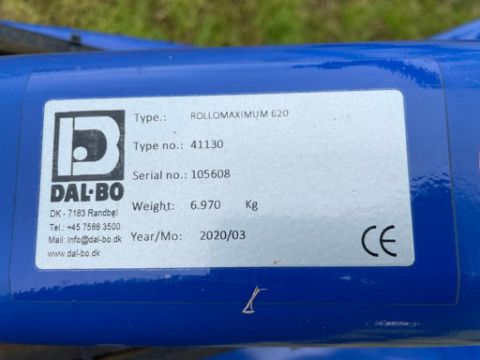 Type.: ROLLOMAXIMUM 620
Type no.: 41130
Serial no.: 105608
Weight: 6.970 Kg
Year/Mo: 2020/03
DAL-BO
DK - 7183 Randbøl
Tel.: +45 7588 3500
Mail: info@dal-bo.dk
www.dal-bo.dk
CE